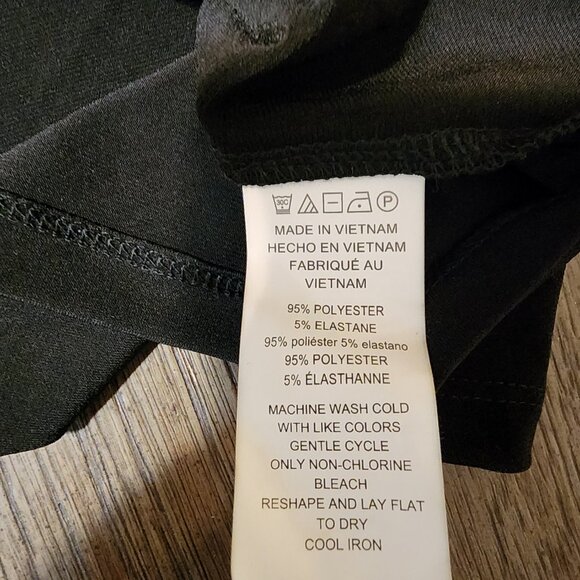 30C P
MADE IN VIETNAM
HECHO EN VIETNAM
FABRIQUÉ AU
VIETNAM
95% POLYESTER
5% ELASTANE
95% poliéster 5% elastano
95% POLYESTER
5% ÉLASTHANNE
MACHINE WASH COLD
WITH LIKE COLORS
GENTLE CYCLE
ONLY NON-CHLORINE
BLEACH
RESHAPE AND LAY FLAT
TO DRY
COOL IRON